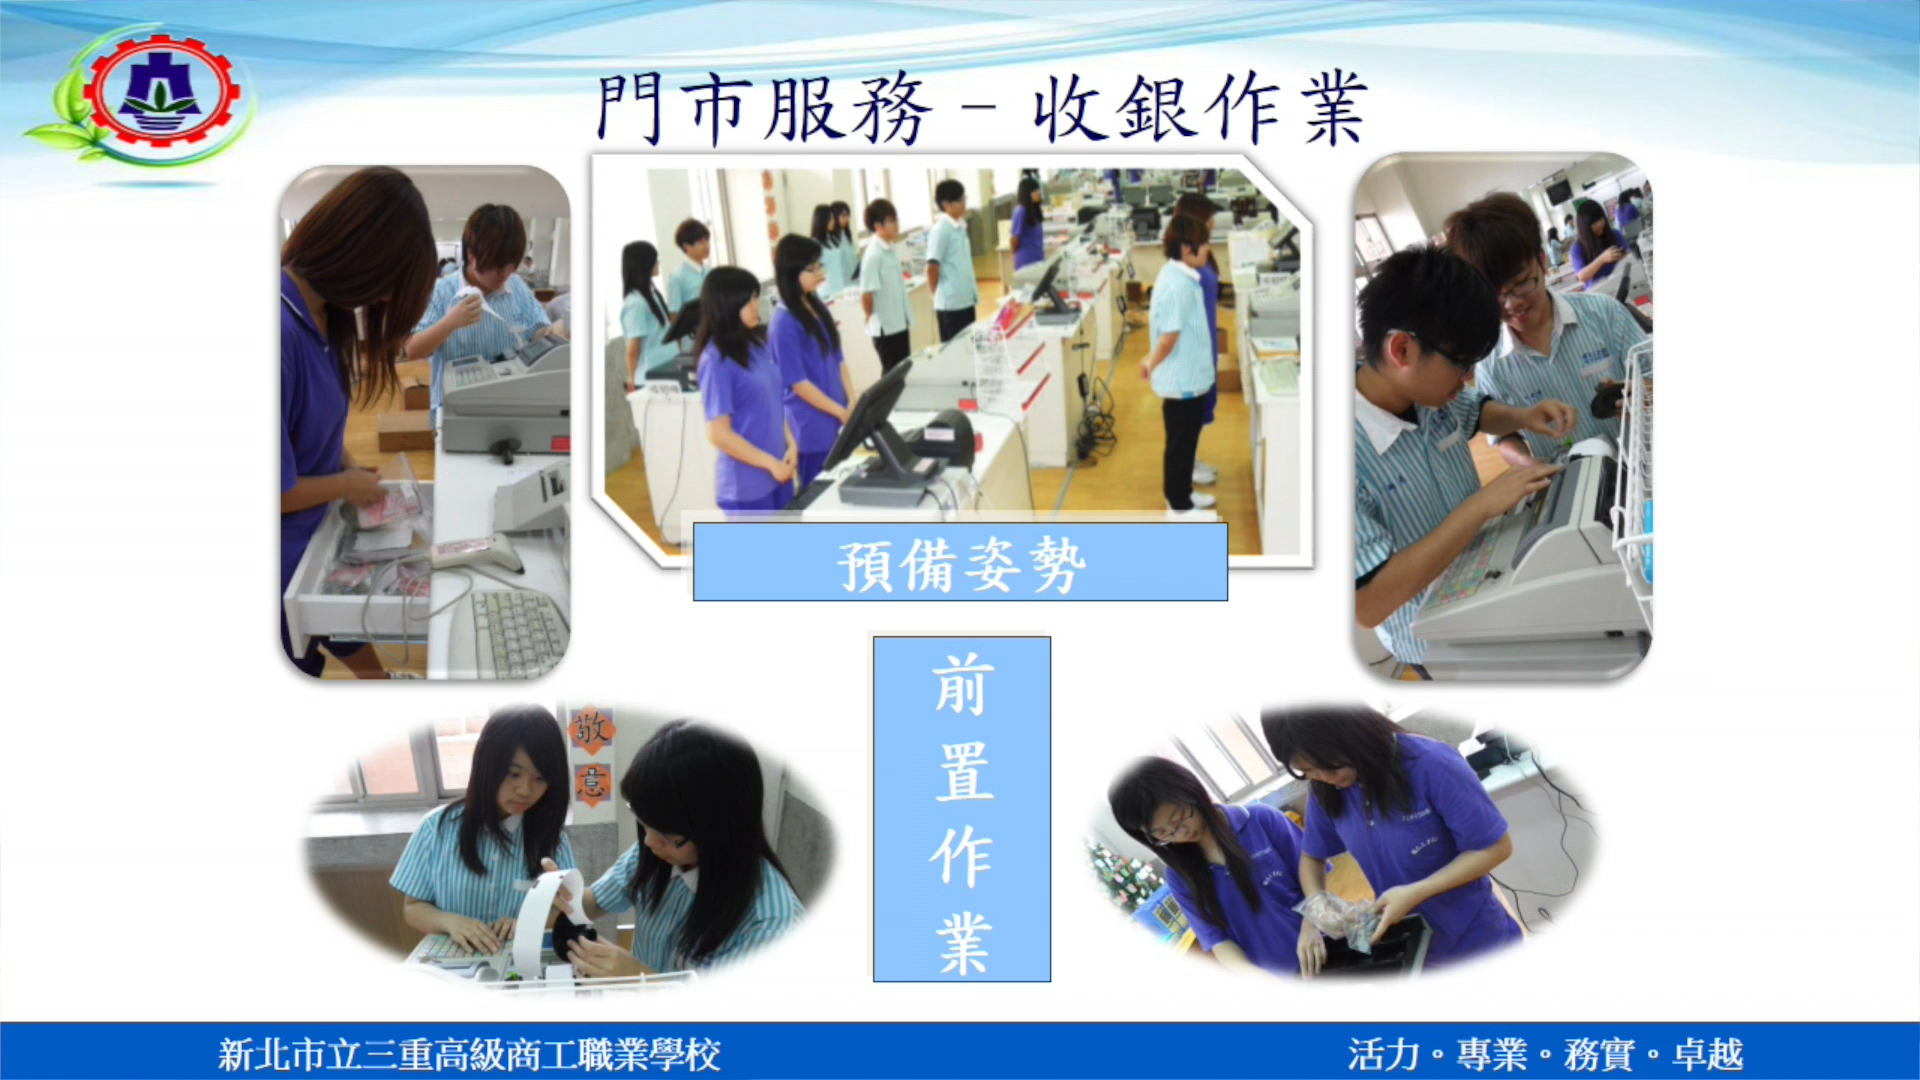 門市服務 - 收銀作業
預備姿勢
前
置
作
業
敬
意
新北市立三重高級商工職業學校
活力。專業。務實。卓越